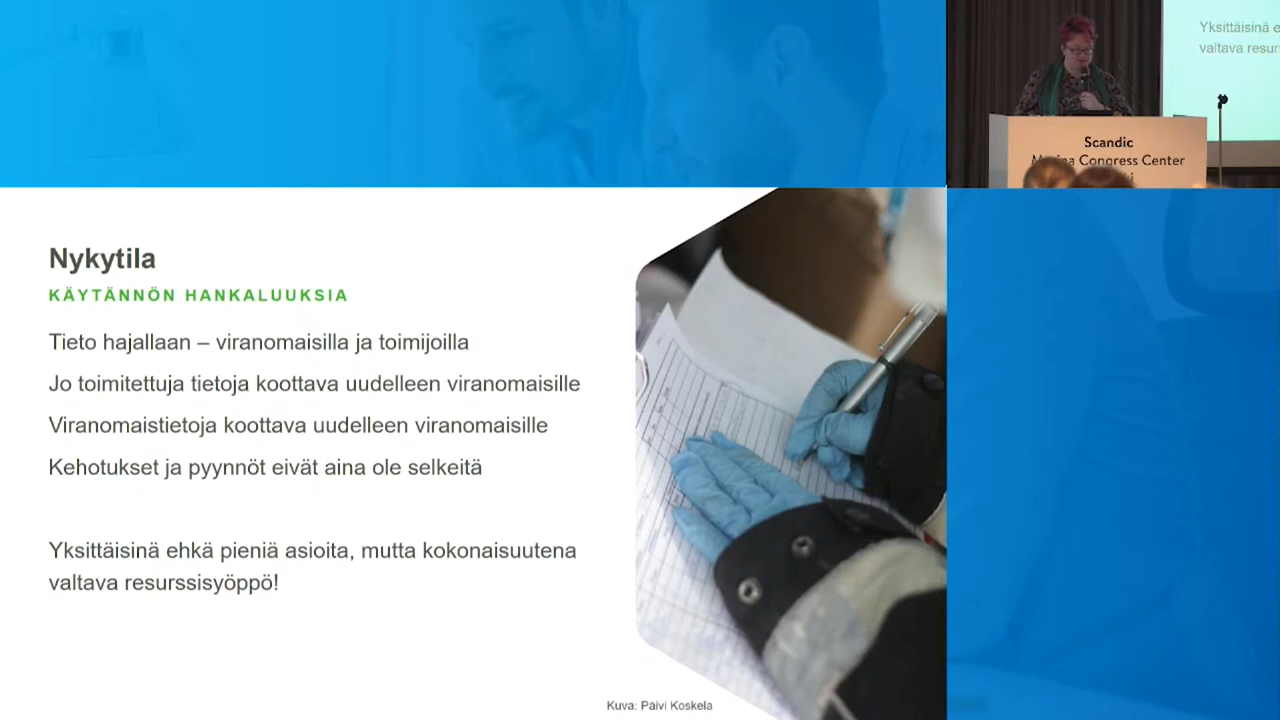 Yksittäisinä
valtava
Scandic
Congress Center
Nykytila
KÄYTÄNNÖN HANKALUUKSIA
Tieto hajallaan – viranomaisilla ja toimijoilla
Jo toimitettuja tietoja koottava uudelleen viranomaisille
Viranomaistietoja koottava uudelleen viranomaisille
Kehotukset ja pyynnöt eivät aina ole selkeitä
Yksittäisinä ehkä pieniä asioita, mutta kokonaisuutena
valtava resurssisyöppö!
Kuva: Päivi Koskela